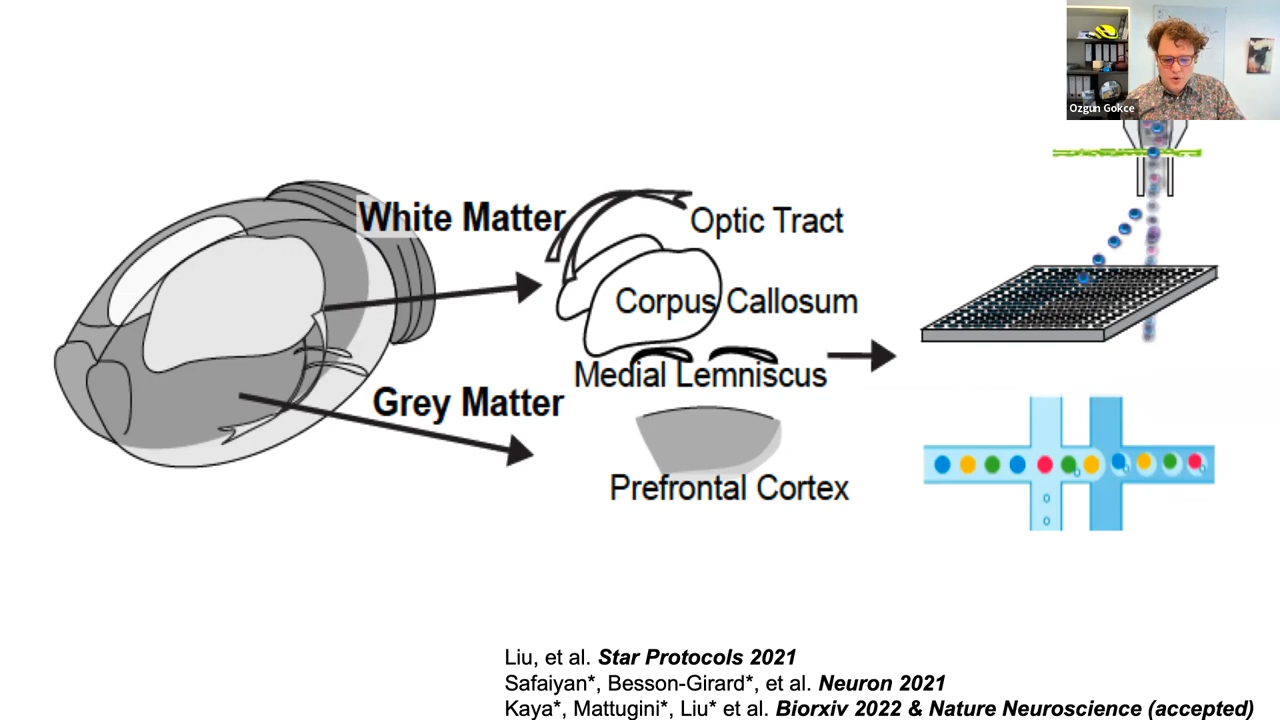 Ozgun Gokce
White Matter
Optic Tract
Corpus Callosum
Medial Lemniscus
Grey Matter
Prefrontal Cortex
Liu, et al. Star Protocols 2021
Safaiyan*, Besson-Girard*, et al. Neuron 2021
Kaya*, Mattugini*, Liu* et al. Biorxiv 2022 & Nature Neuroscience (accepted)